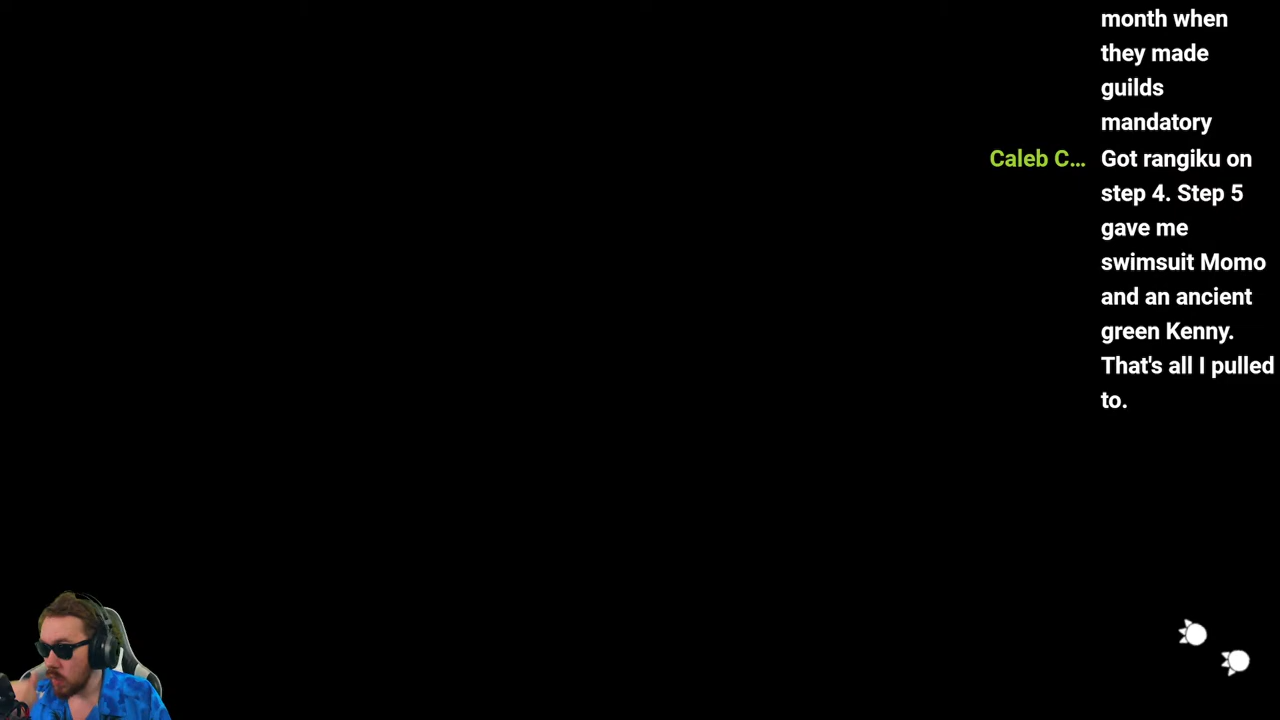 month when
they made
guilds
mandatory
Caleb C… Got rangiku on
step 4. Step 5
gave me
swimsuit Momo
and an ancient
green Kenny.
That's all I pulled
to.